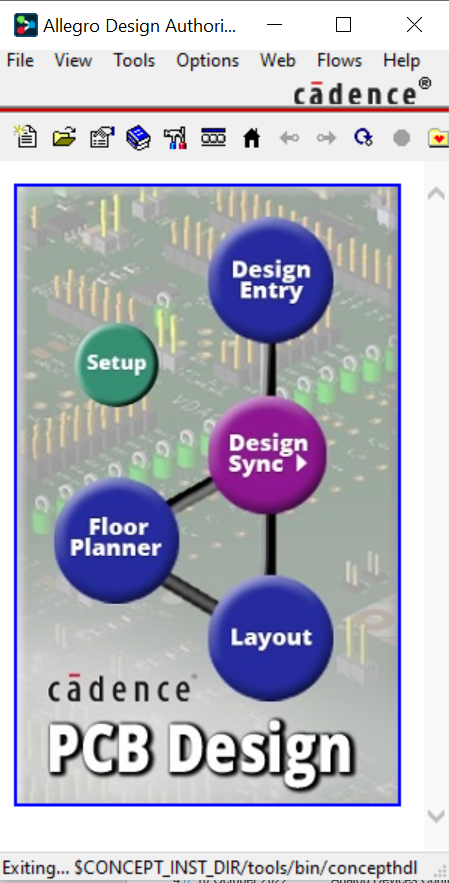 Allegro Design Authori...
File View Tools Options Web Flows Help
cādence®
Design
Entry
Setup
Design
Sync
Floor
Planner
Layout
cādence®
PCB Design
Exiting... $CONCEPT_INST_DIR/tools/bin/concepthdl